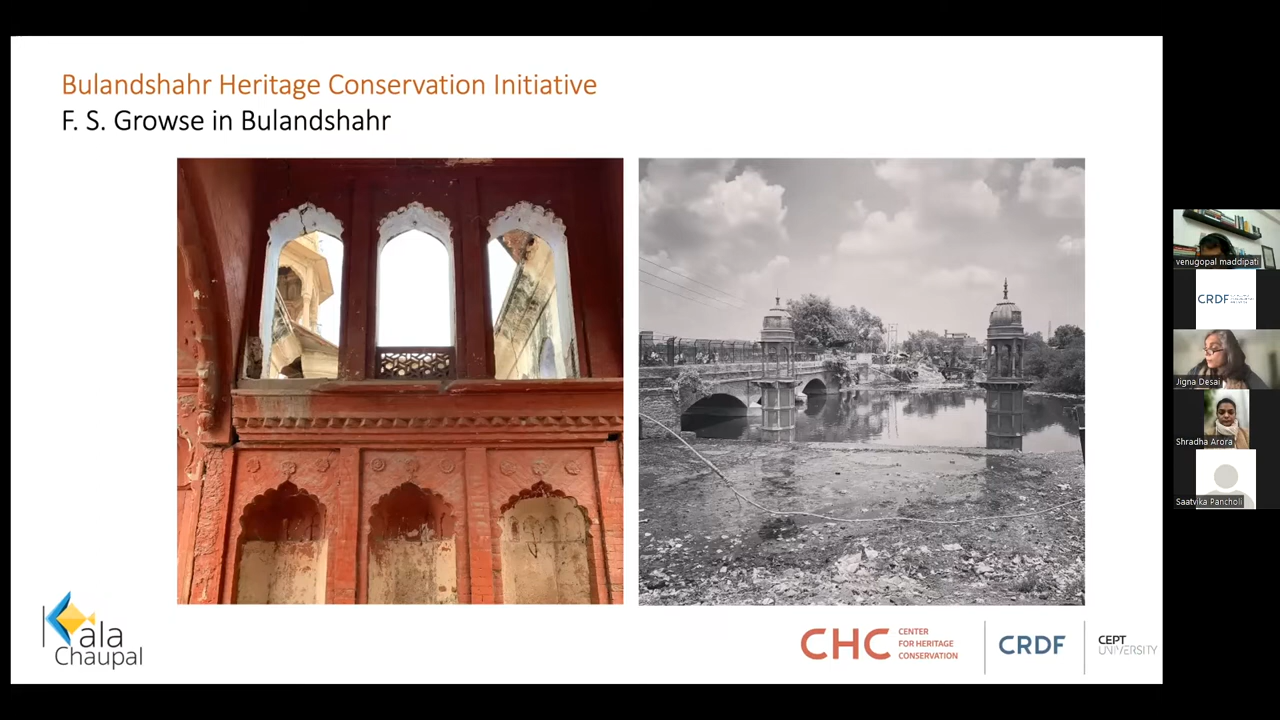 Bulandshahr Heritage Conservation Initiative
F. S. Growse in Bulandshahr
Kala
Chaupal
CHC
CENTER
FOR HERITAGE
CONSERVATION
CRDF
CEPT
UNIVERSITY
venugopal maddipati
CRDF
Jigna Desai
Shradha Arora
Saatvika Pancholi